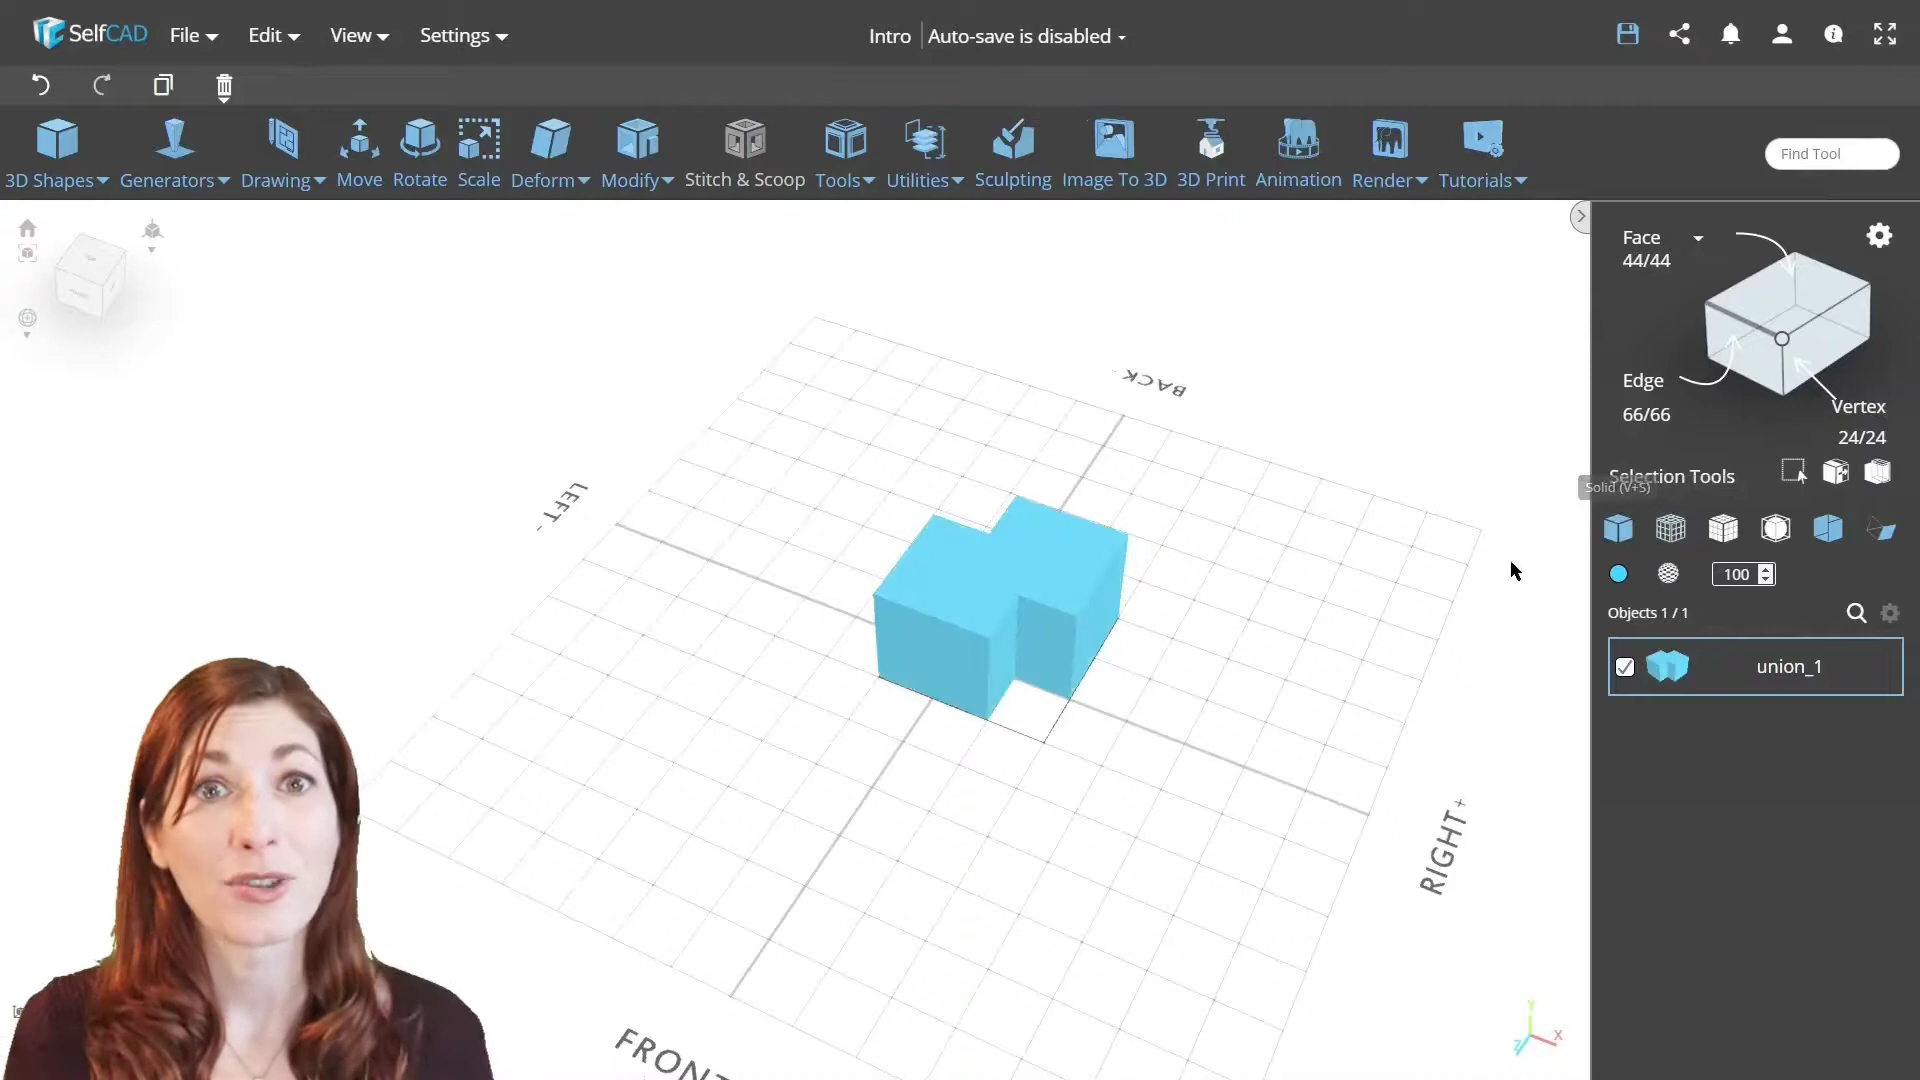 SelfCAD File Edit View Settings Intro Auto-save is disabled
3D Shapes Generators Drawing Move Rotate Scale Deform Modify Stitch & Scoop Tools Utilities Sculpting Image To 3D 3D Print Animation Render Tutorials Find Tool
Face
44/44
Edge
66/66
Vertex
24/24
Selection Tools
Solid (V+S)
100
Objects 1 / 1
union_1
BACK -
LEFT -
RIGHT+
FRONT
Y
X
Z